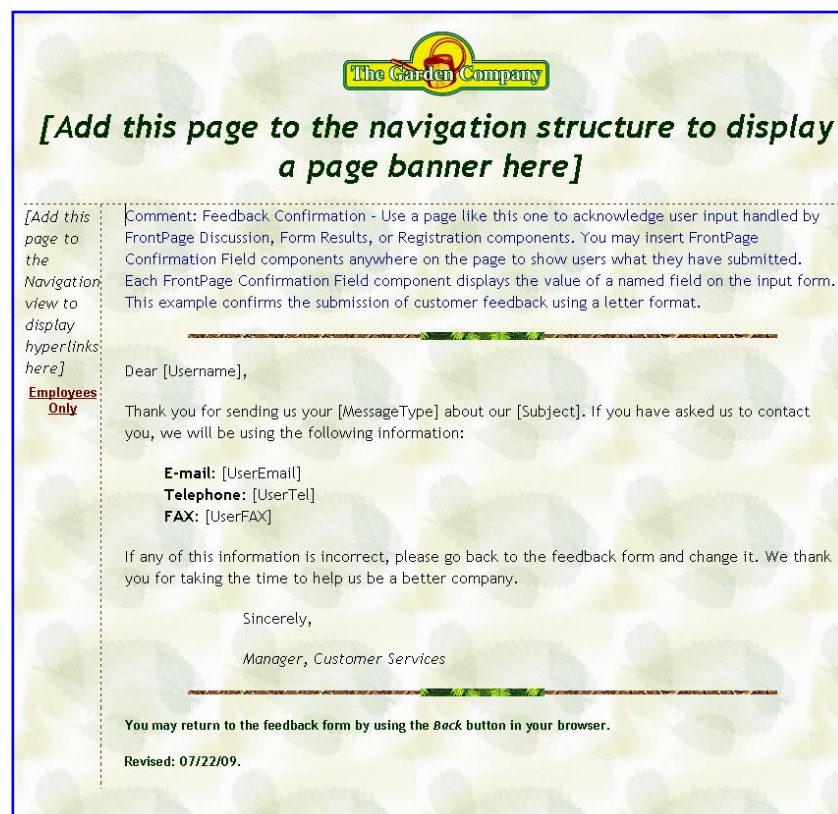 The Garden Company
[Add this page to the navigation structure to display
a page banner here]
[Add this
page to
the
Navigation
view to
display
hyperlinks
here]
Employees
Only
Comment: Feedback Confirmation - Use a page like this one to acknowledge user input handled by
FrontPage Discussion, Form Results, or Registration components. You may insert FrontPage
Confirmation Field components anywhere on the page to show users what they have submitted.
Each FrontPage Confirmation Field component displays the value of a named field on the input form.
This example confirms the submission of customer feedback using a letter format.
Dear [Username],
Thank you for sending us your [MessageType] about our [Subject]. If you have asked us to contact
you, we will be using the following information:
E-mail: [UserEmail]
Telephone: [UserTel]
FAX: [UserFAX]
If any of this information is incorrect, please go back to the feedback form and change it. We thank
you for taking the time to help us be a better company.
Sincerely,
Manager, Customer Services
You may return to the feedback form by using the Back button in your browser.
Revised: 07/22/09.